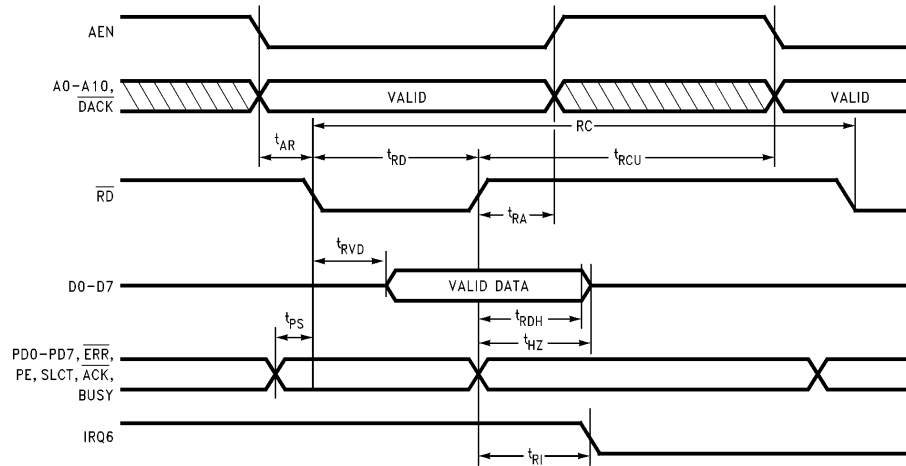 AEN
A0–A10,
DACK
VALID
VALID
RC
tAR
tRD
tRCU
RD
tRA
tRVD
D0–D7
VALID DATA
tRDH
tHZ
tPS
PD0–PD7, ERR,
PE, SLCT, ACK,
BUSY
IRQ6
tRI